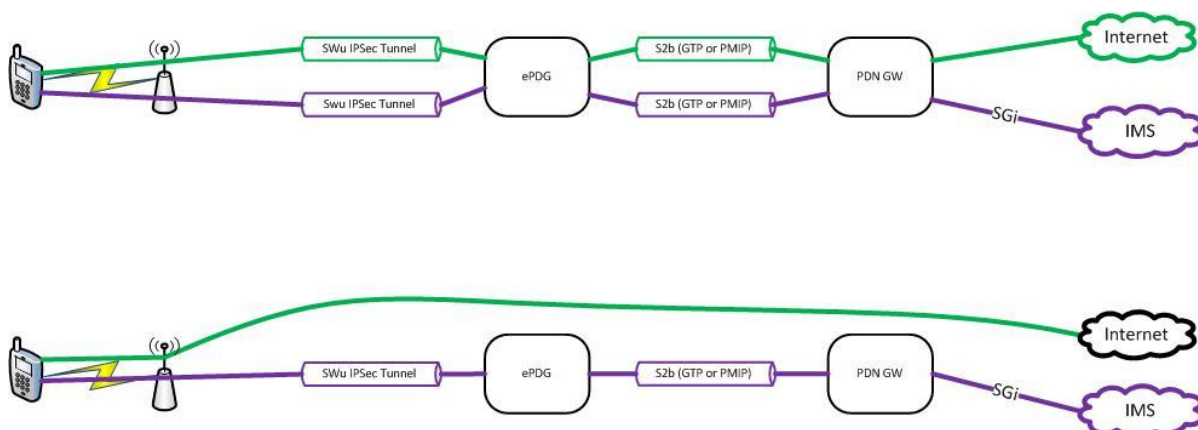 SWu IPSec Tunnel
S2b (GTP or PMIP)
Internet
ePDG
PDN GW
Swu IPSec Tunnel
S2b (GTP or PMIP)
SGi
IMS
Internet
SWu IPSec Tunnel
ePDG
S2b (GTP or PMIP)
PDN GW
SGi
IMS